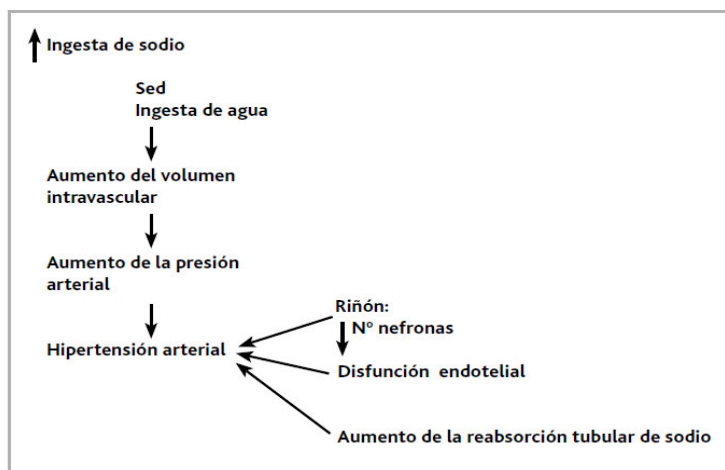 Ingesta de sodio
Sed
Ingesta de agua
Aumento del volumen
intravascular
Aumento de la presión
arterial
Hipertensión arterial
Riñón:
Nº nefronas
Disfunción endotelial
Aumento de la reabsorción tubular de sodio